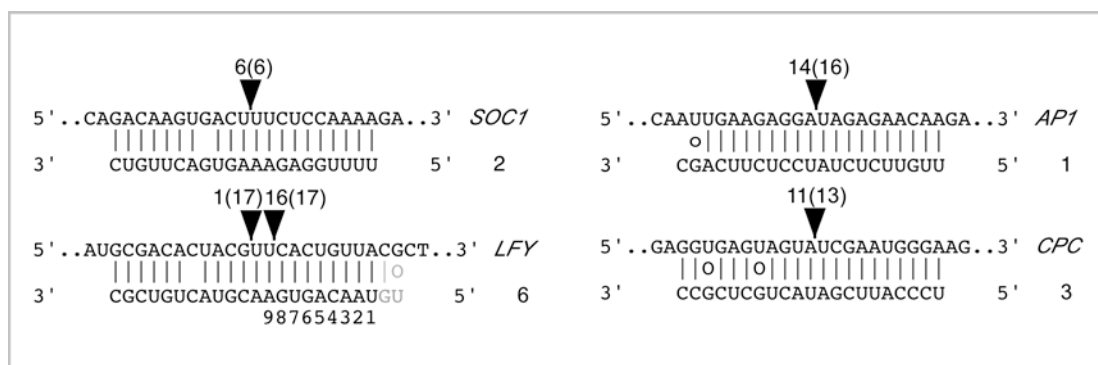 6(6)
5'..CAGACAAGUGACUUUCUCCAAAAGA..3' SOC1
3' CUGUUCAGUGAAAGAGGUUUU 5' 2
14(16)
5'..CAAUUGAAGAGGAUAGAGAACAAGA..3' AP1
3' CGACUUCUCCUAUCUCUUGUU 5' 1
1(17) 16(17)
5'..AUGCGACACUACGUUCACUGUUACGCT..3' LFY
3' CGCUGUCAUGCAAGUGACAAUGU 5' 6
987654321
11(13)
5'..GAGGUGAGUAGUAUCGAAUGGGAAG..3' CPC
3' CCGCUCGUCAUAGCUUACCCU 5' 3